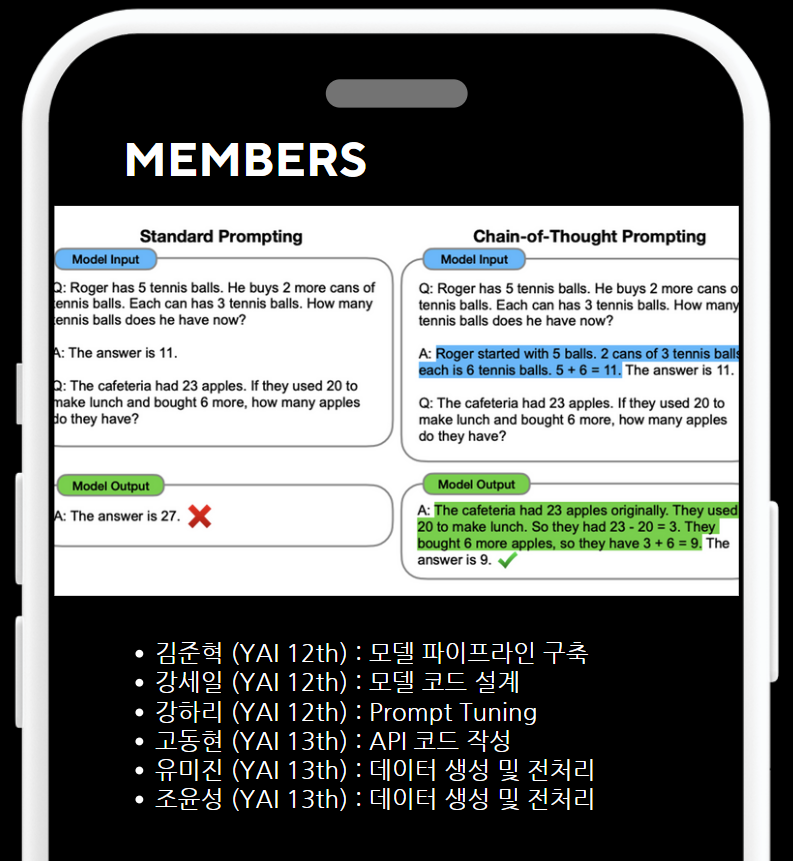 MEMBERS
Standard Prompting
Model Input
Q: Roger has 5 tennis balls. He buys 2 more cans of
tennis balls. Each can has 3 tennis balls. How many
tennis balls does he have now?
A: The answer is 11.
Q: The cafeteria had 23 apples. If they used 20 to
make lunch and bought 6 more, how many apples
do they have?
Model Output
A: The answer is 27.
Chain-of-Thought Prompting
Model Input
Q: Roger has 5 tennis balls. He buys 2 more cans o
tennis balls. Each can has 3 tennis balls. How many
tennis balls does he have now?
A: Roger started with 5 balls. 2 cans of 3 tennis balls
each is 6 tennis balls. 5 + 6 = 11. The answer is 11.
Q: The cafeteria had 23 apples. If they used 20 to
make lunch and bought 6 more, how many apples
do they have?
Model Output
A: The cafeteria had 23 apples originally. They used
20 to make lunch. So they had 23 - 20 = 3. They
bought 6 more apples, so they have 3 + 6 = 9. The
answer is 9.
• 김준혁 (YAI 12th) : 모델 파이프라인 구축
• 강세일 (YAI 12th) : 모델 코드 설계
• 강하리 (YAI 12th) : Prompt Tuning
• 고동현 (YAI 13th) : API 코드 작성
• 유미진 (YAI 13th) : 데이터 생성 및 전처리
• 조윤성 (YAI 13th) : 데이터 생성 및 전처리